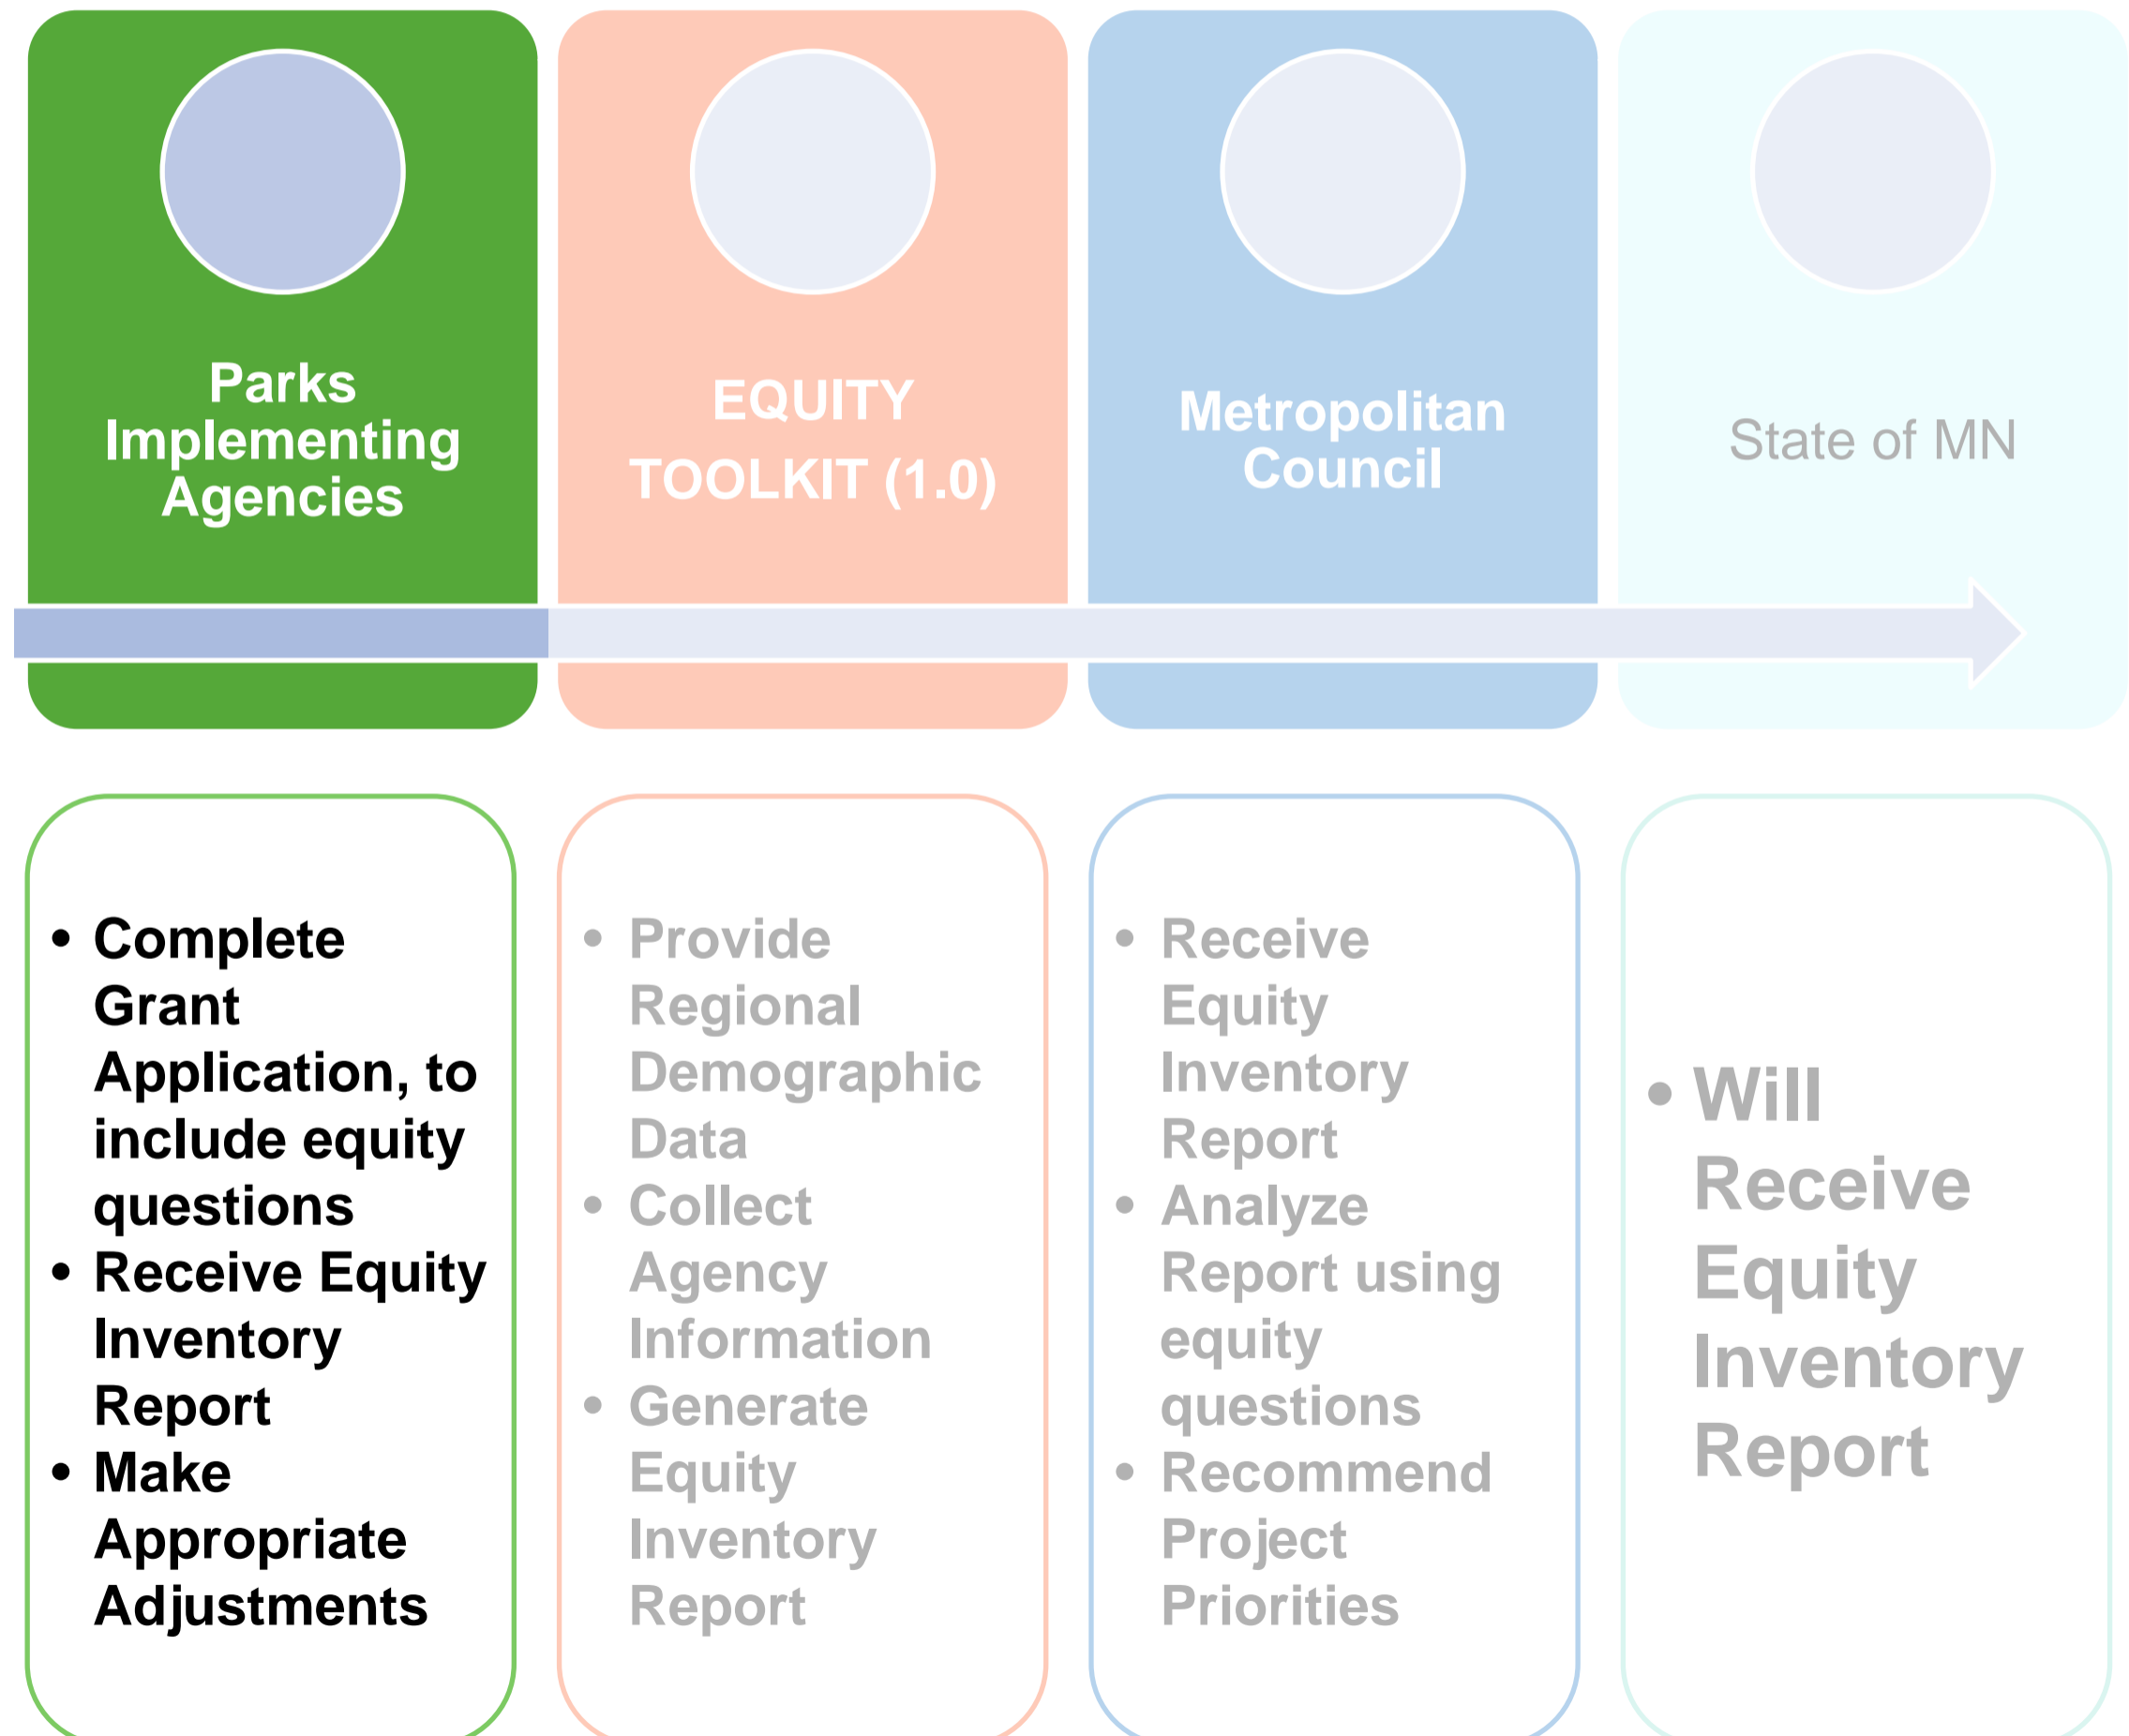 Parks
Implementing
Agencies
EQUITY
TOOLKIT (1.0)
Metropolitan
Council
State of MN
• Complete
Grant
Application, to
include equity
questions
• Receive Equity
Inventory
Report
• Make
Appropriate
Adjustments
• Provide
Regional
Demographic
Data
• Collect
Agency
Information
• Generate
Equity
Inventory
Report
• Receive
Equity
Inventory
Report
• Analyze
Report using
equity
questions
• Recommend
Project
Priorities
• Will
Receive
Equity
Inventory
Report